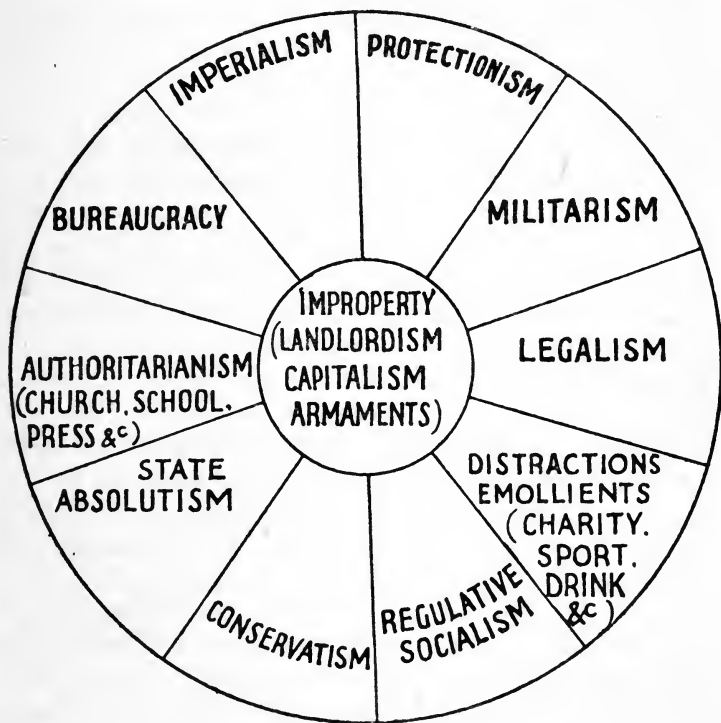 IMPERIALISM
PROTECTIONISM
MILITARISM
LEGALISM
DISTRACTIONS
EMOLLIENTS
(CHARITY.
SPORT.
DRINK
&c)
REGULATIVE
SOCIALISM
CONSERVATISM
STATE
ABSOLUTISM
AUTHORITARIANISM
(CHURCH, SCHOOL,
PRESS &c)
BUREAUCRACY
IMPROPERTY
(LANDLORDISM
CAPITALISM
ARMAMENTS)